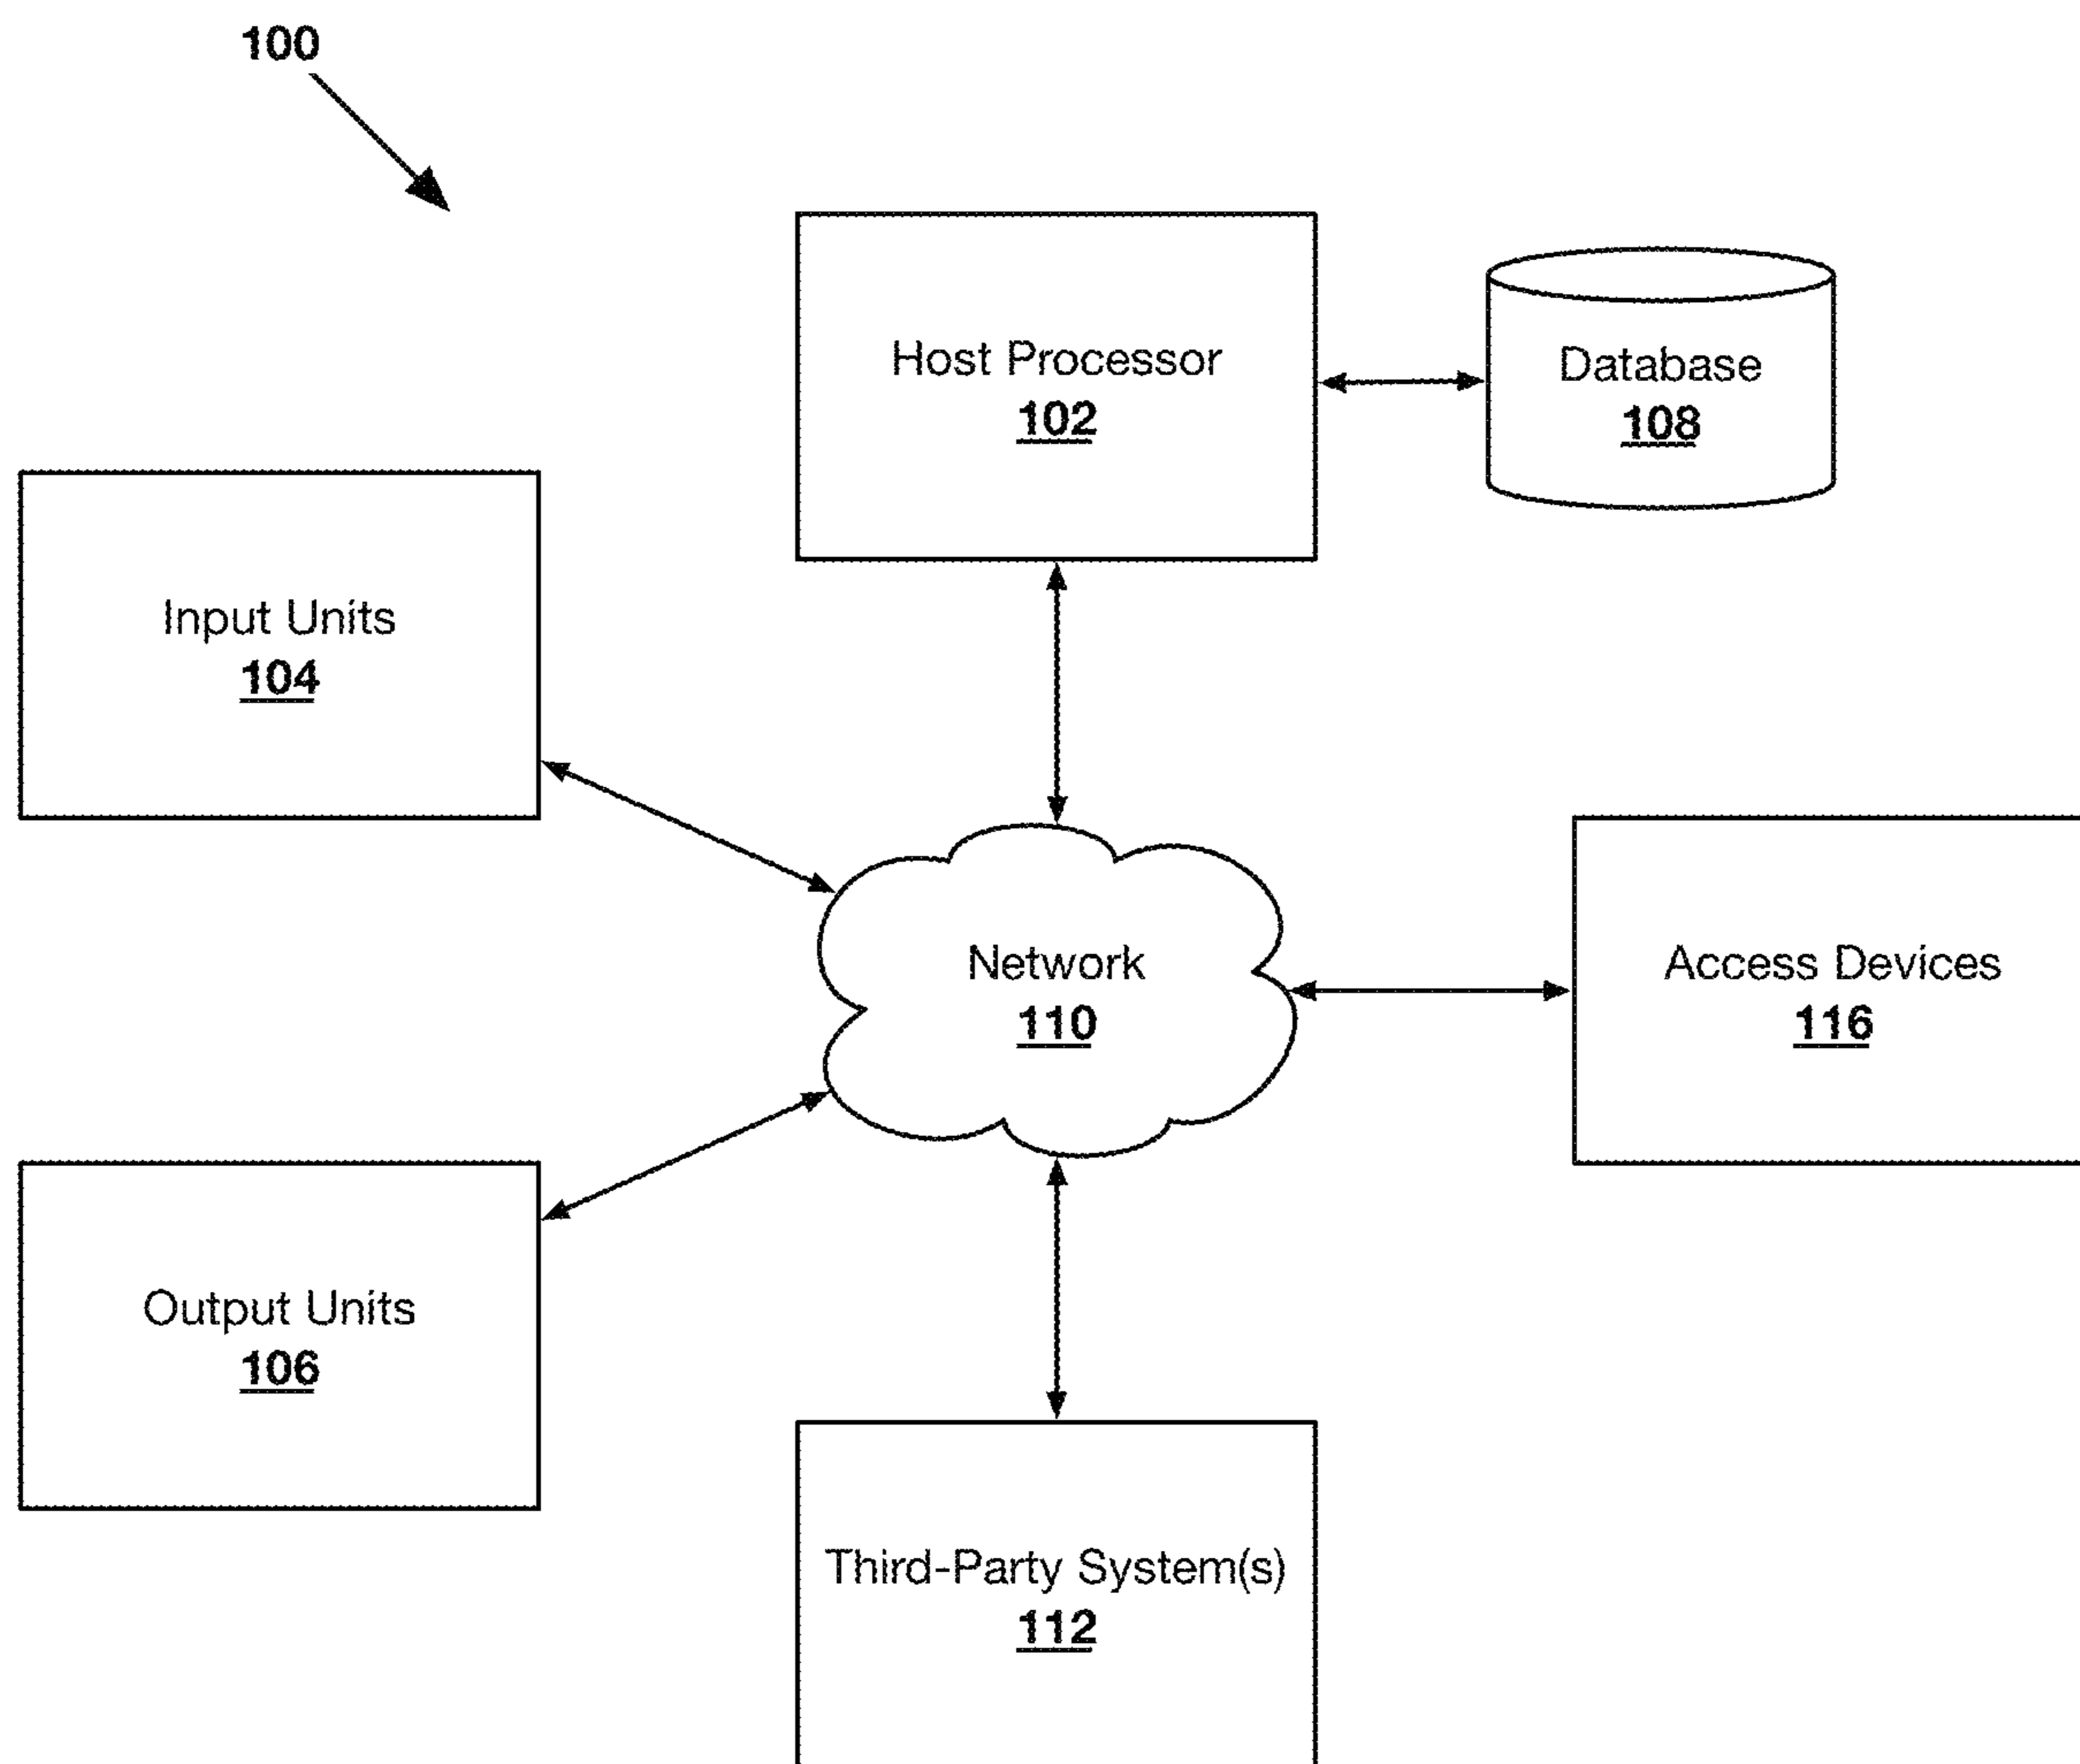 100
Host Processor
102
Database
108
Input Units
104
Network
110
Access Devices
116
Output Units
106
Third-Party System(s)
112